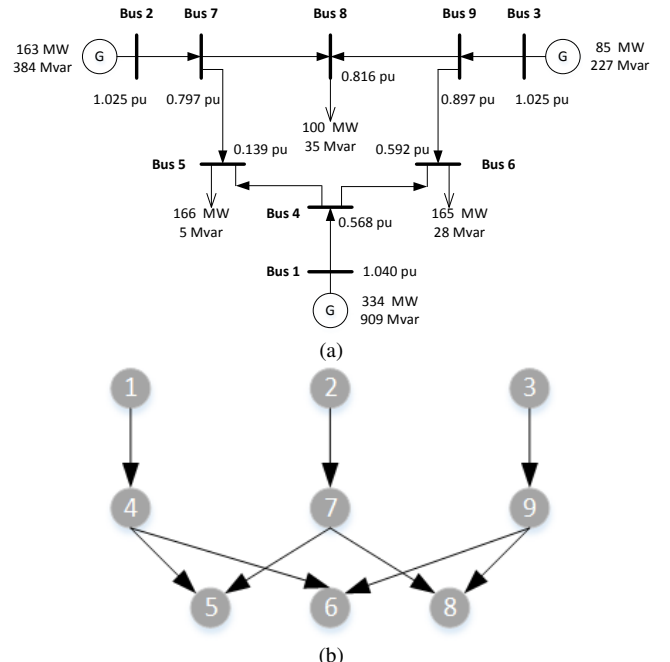 Bus 2 Bus 7 Bus 8 Bus 9 Bus 3
163 MW
384 Mvar
G
G
85 MW
227 Mvar
1.025 pu 0.797 pu 0.816 pu 0.897 pu 1.025 pu
100 MW
35 Mvar
0.139 pu 0.592 pu
Bus 5 Bus 6
166 MW
5 Mvar
Bus 4 0.568 pu
165 MW
28 Mvar
Bus 1 1.040 pu
G
334 MW
909 Mvar
(a)
1 2 3
4 7 9
5 6 8
(b)